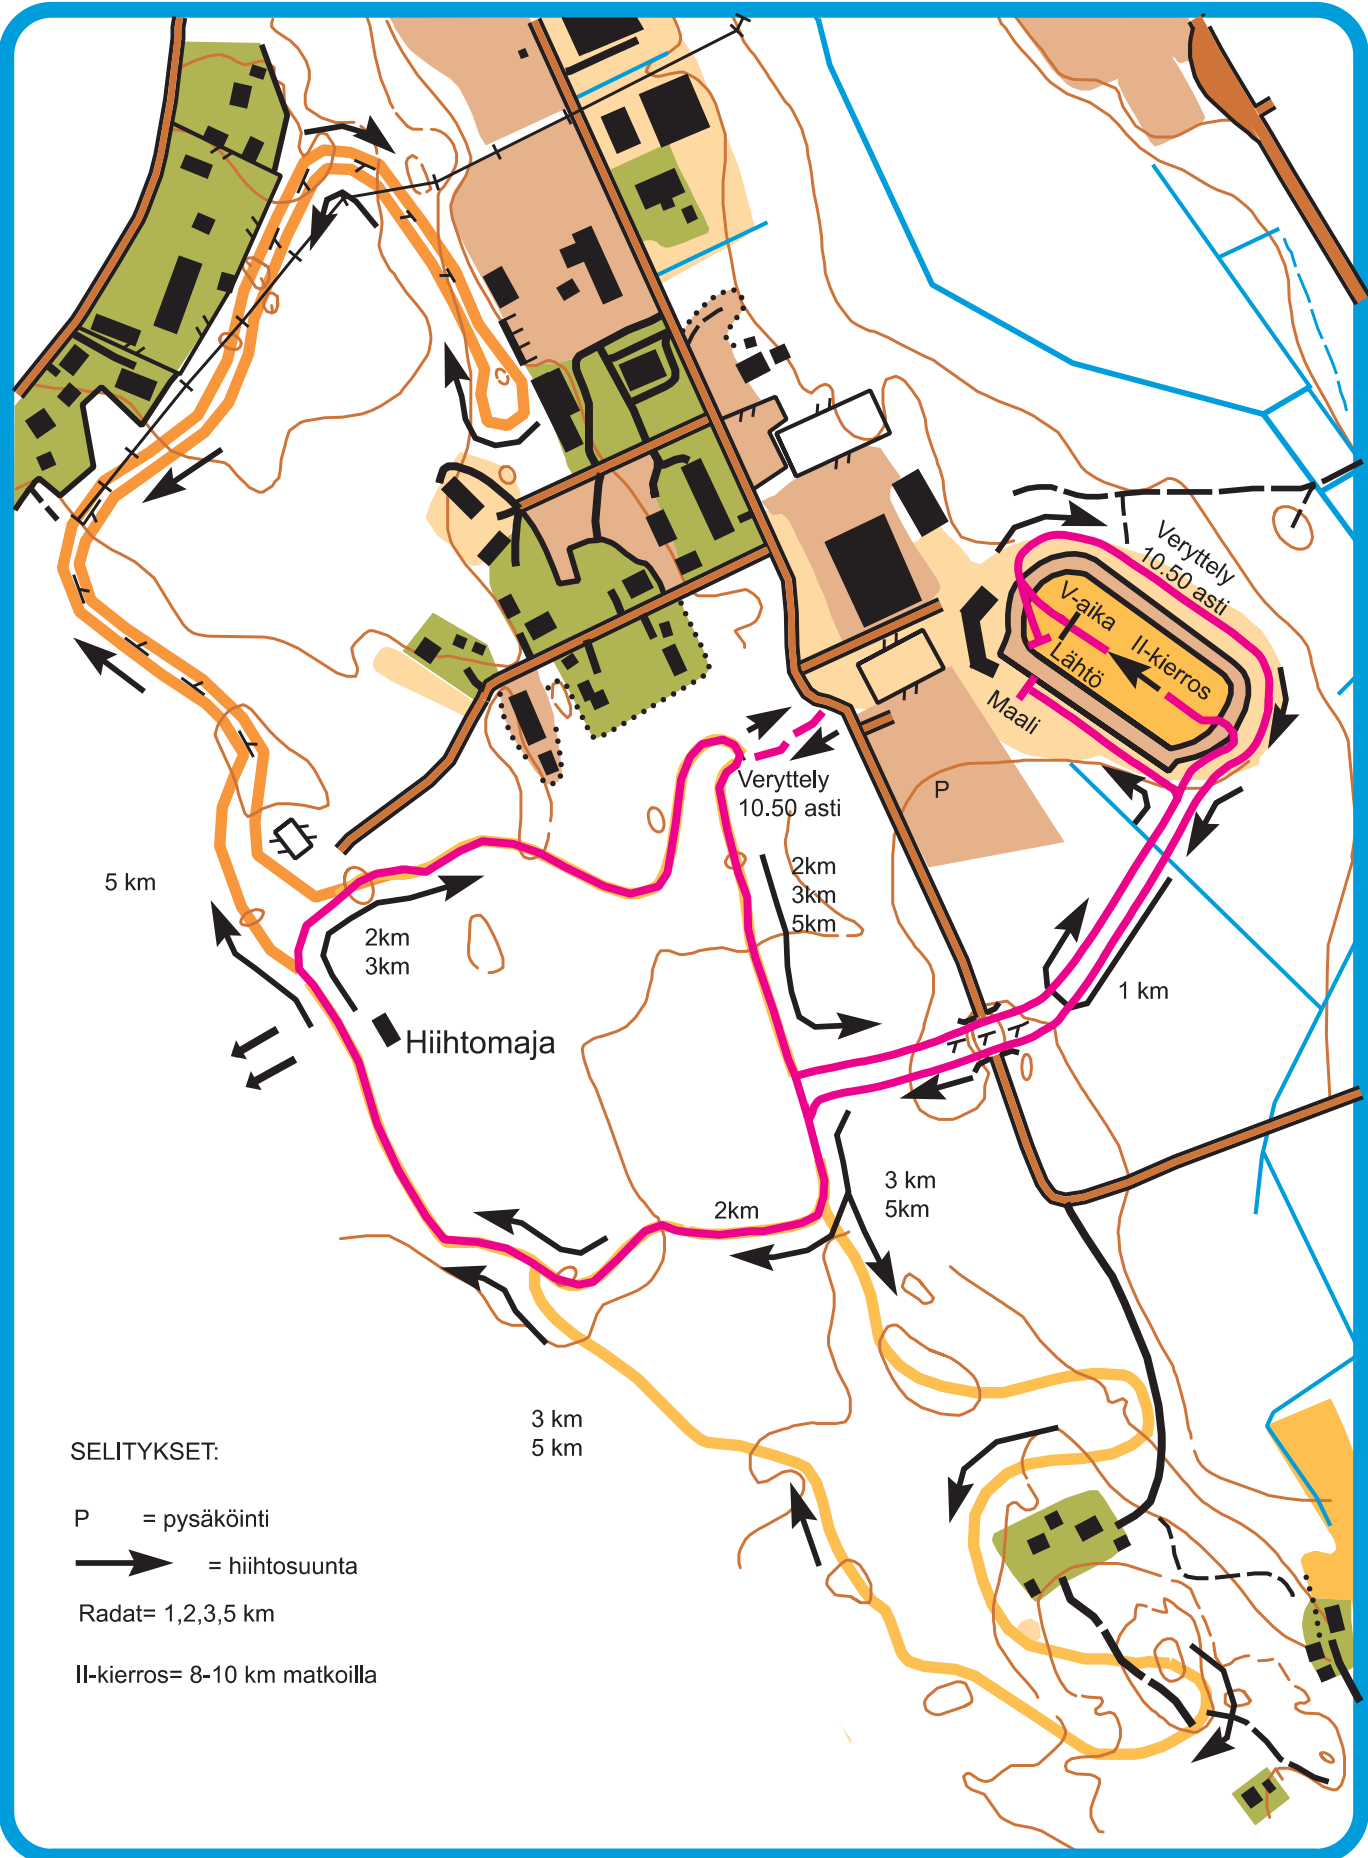 Veryttely
10.50 asti
V-aika
II-kierros
Lähtö
Maali
P
Veryttely
10.50 asti
2km
3km
5km
5 km
2km
3km
1 km
Hiihtomaja
3 km
5km
2km
3 km
5 km
SELITYKSET:
P = pysäköinti
= hiihtosuunta
Radat= 1,2,3,5 km
II-kierros= 8-10 km matkoilla